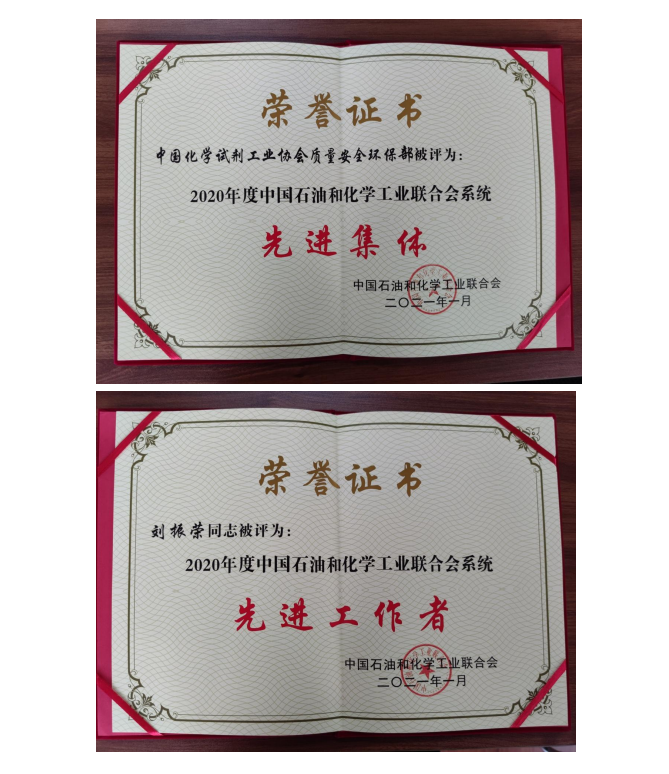 荣誉证书
中国化学试剂工业协会质量安全环保部被评为：
2020年度中国石油和化学工业联合会系统
先进集体
中国石油和化学工业联合会
二〇二一年一月
荣誉证书
刘振荣同志被评为：
2020年度中国石油和化学工业联合会系统
先进工作者
中国石油和化学工业联合会
二〇二一年一月